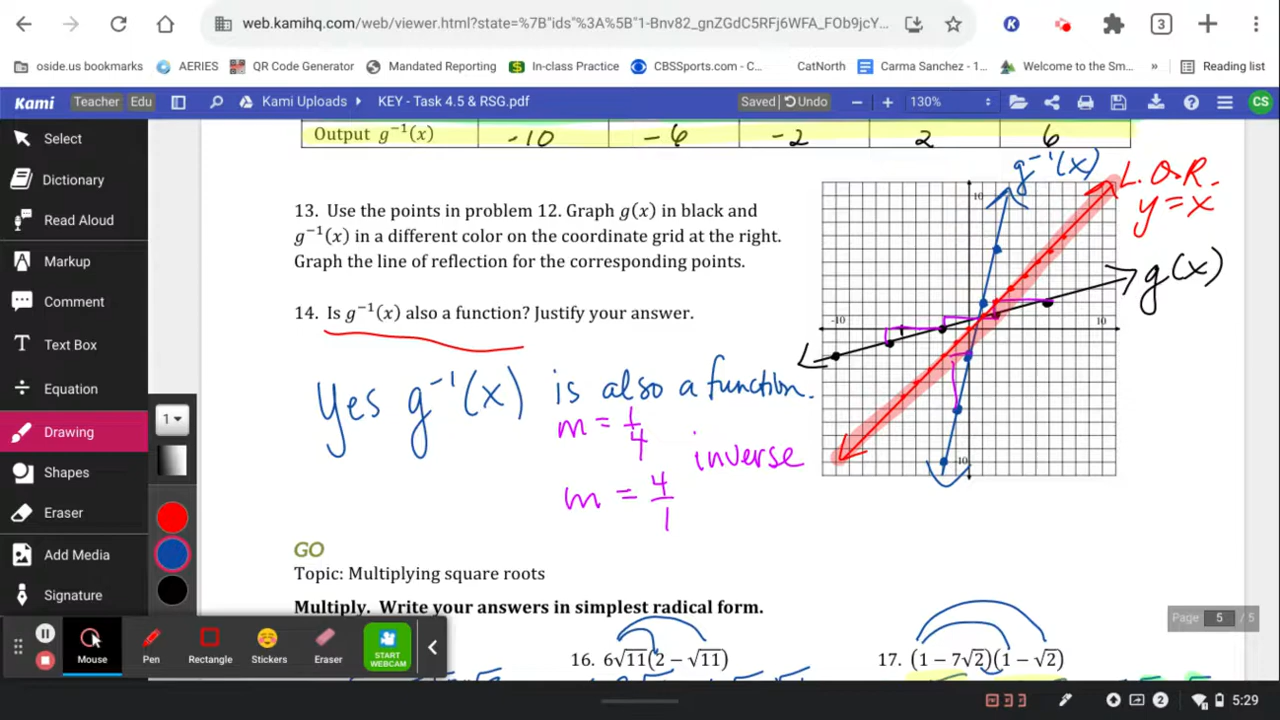 web.kamihq.com/web/viewer.html?state=%7B"ids"%3A%5B"1-Bnv82_gnZGdC5RFj6WFA_FOb9jcY...
3
oside.us bookmarks AERIES QR Code Generator Mandated Reporting In-class Practice CBSSports.com - C... CatNorth Carma Sanchez - 1... Welcome to the Sm... » Reading list
Kami Teacher Edu Kami Uploads KEY - Task 4.5 & RSG.pdf Saved Undo 130% CS
Select
Dictionary
Read Aloud
Markup
Comment
Text Box
Equation
Drawing
Shapes
Eraser
Add Media
Signature
1
Output g⁻¹(x) -10 -6 -2 2 6
13. Use the points in problem 12. Graph g(x) in black and
g⁻¹(x) in a different color on the coordinate grid at the right.
Graph the line of reflection for the corresponding points.
14. Is g⁻¹(x) also a function? Justify your answer.
Yes g⁻¹(x) is also a function.
m = 1/4
inverse
m = 4/1
g⁻¹(x)
L.O.R.
y = x
g(x)
10
-10
10
-10
GO
Topic: Multiplying square roots
Multiply. Write your answers in simplest radical form.
16. 6√11(2 − √11)
17. (1 − 7√2)(1 − √2)
Page 5 / 5
Mouse Pen Rectangle Stickers Eraser START WEBCAM
2 5:29